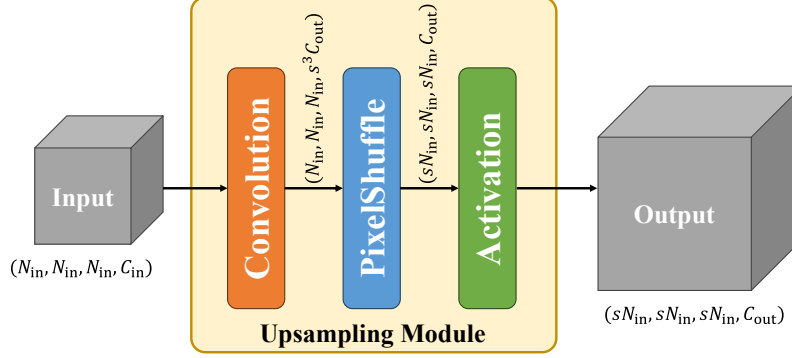 Input
(N_in, N_in, N_in, C_in)
Convolution
(N_in, N_in, N_in, s³C_out)
PixelShuffle
(sN_in, sN_in, sN_in, C_out)
Activation
Upsampling Module
Output
(sN_in, sN_in, sN_in, C_out)